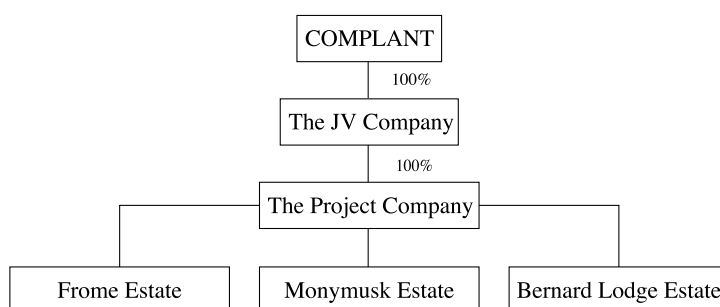 COMPLANT
100%
The JV Company
100%
The Project Company
Frome Estate
Monymusk Estate
Bernard Lodge Estate